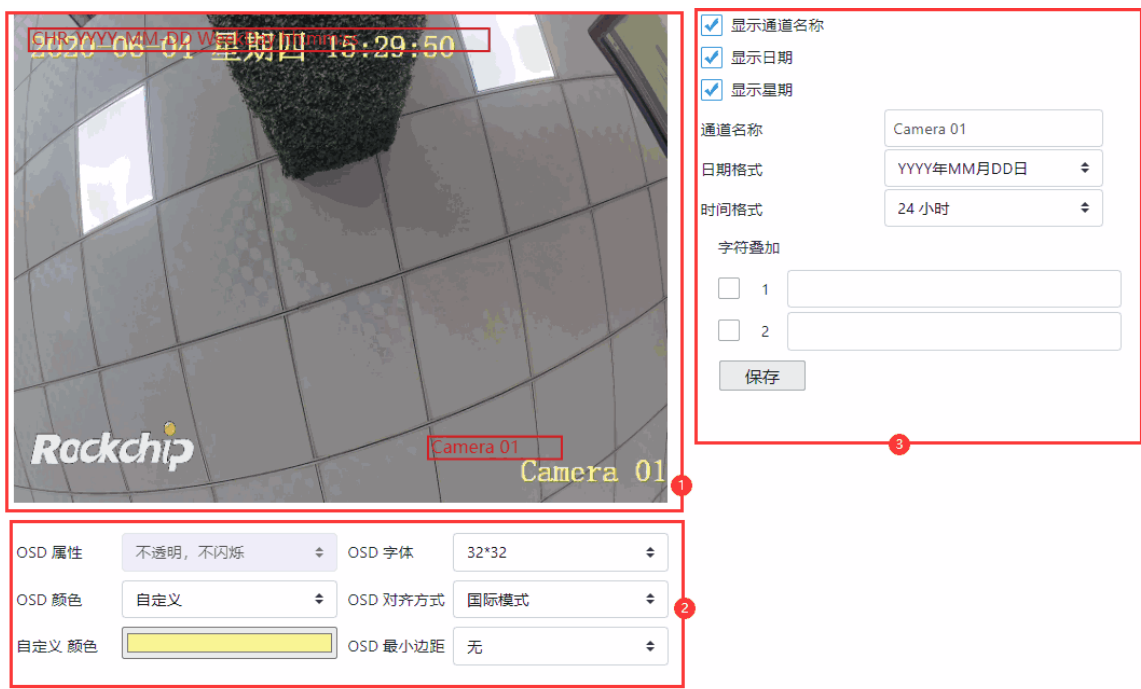 CHR-YYYY-MM-DD
2020-06-04 星期四 15:29:50
Rockchip
Camera 01
Camera 01
1
OSD 属性
不透明，不闪烁
OSD 字体
32*32
OSD 颜色
自定义
OSD 对齐方式
国际模式
自定义 颜色
OSD 最小边距
无
2
显示通道名称
显示日期
显示星期
通道名称
Camera 01
日期格式
YYYY年MM月DD日
时间格式
24 小时
字符叠加
1
2
保存
3